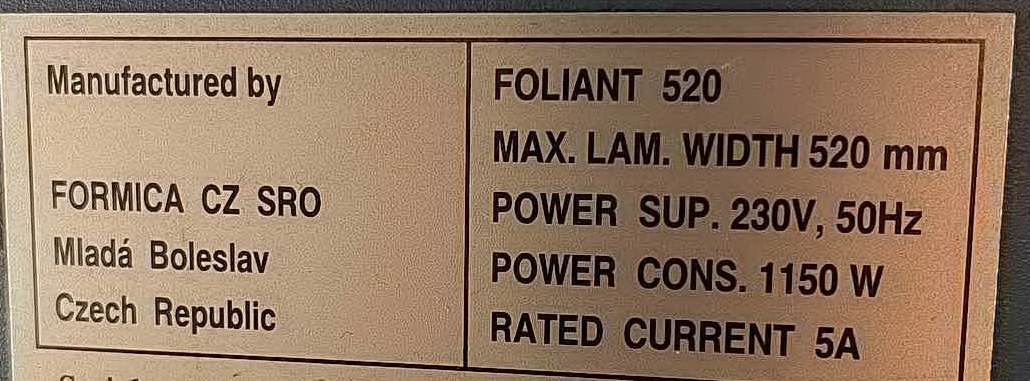 Manufactured by
FORMICA CZ SRO
Mladá Boleslav
Czech Republic
FOLIANT 520
MAX. LAM. WIDTH 520 mm
POWER SUP. 230V, 50Hz
POWER CONS. 1150 W
RATED CURRENT 5A